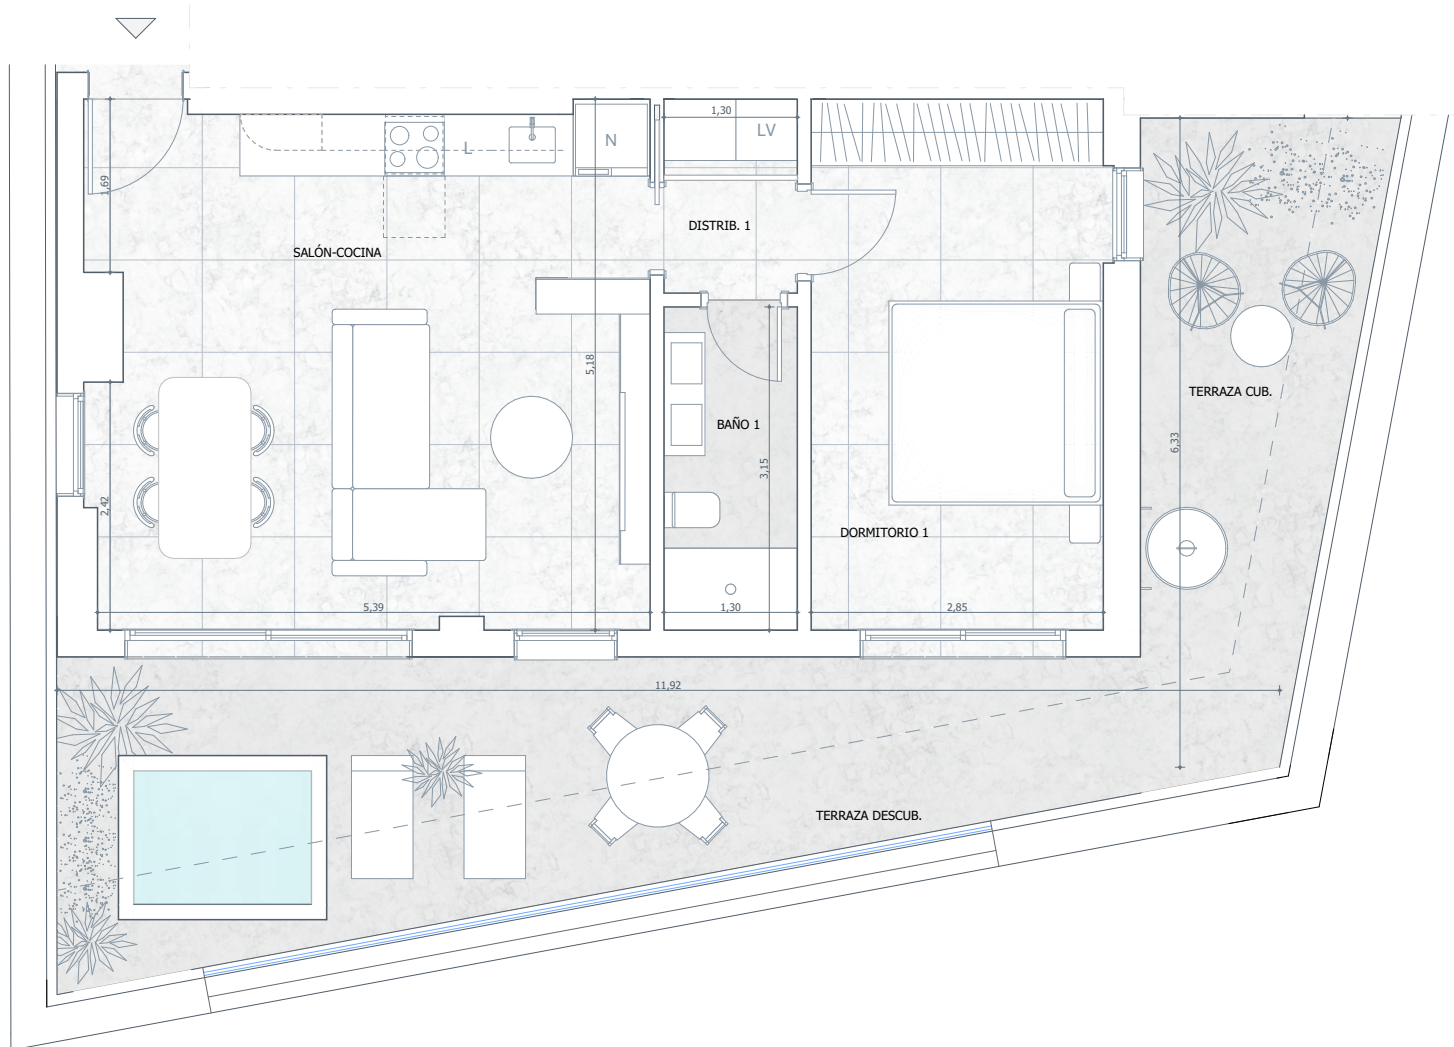 1,30
LV
L
N
1,69
DISTRIB. 1
SALÓN-COCINA
5,18
TERRAZA CUB.
BAÑO 1
6,33
3,15
2,42
DORMITORIO 1
5,39
1,30
2,85
11,92
TERRAZA DESCUB.